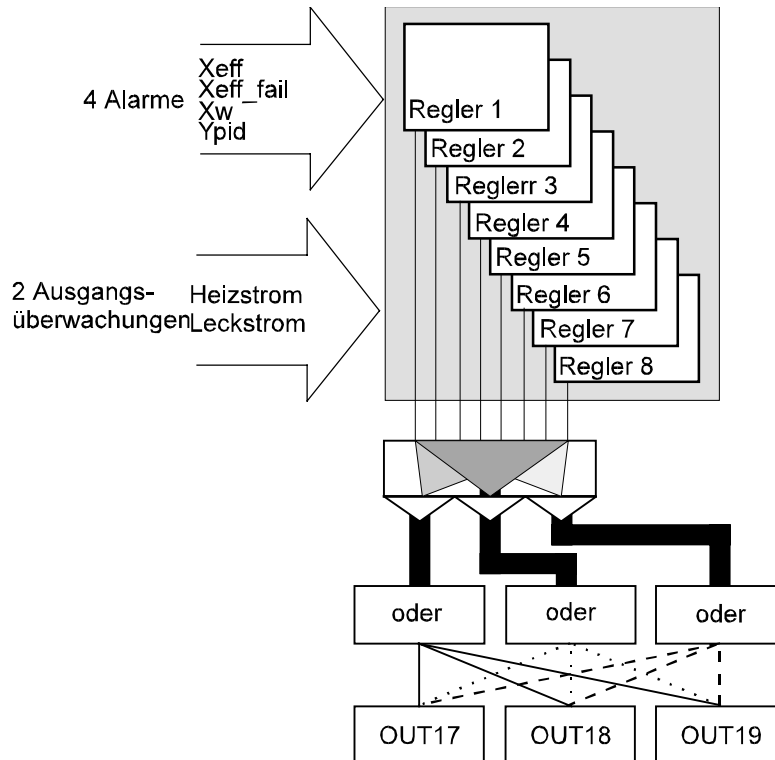 4 Alarme
Xeff
Xeff_fail
Xw
Ypid
2 Ausgangs-
überwachungen
Heizstrom
Leckstrom
Regler 1
Regler 2
Reglerr 3
Regler 4
Regler 5
Regler 6
Regler 7
Regler 8
oder
oder
oder
OUT17
OUT18
OUT19